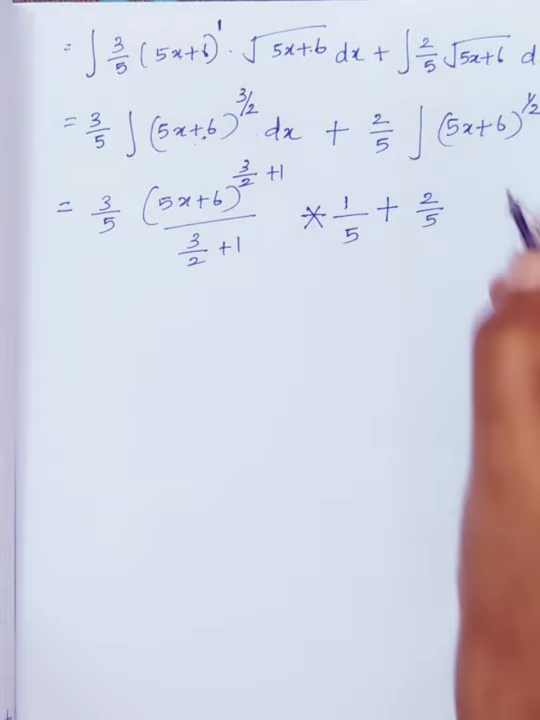 = ∫ 3/5 (5x+6)^1 · √(5x+6) dx + ∫ 2/5 √(5x+6) d
= 3/5 ∫ (5x+6)^(3/2) dx + 2/5 ∫ (5x+6)^(1/2)
= 3/5 (5x+6)^(3/2 +1) / (3/2 +1) * 1/5 + 2/5